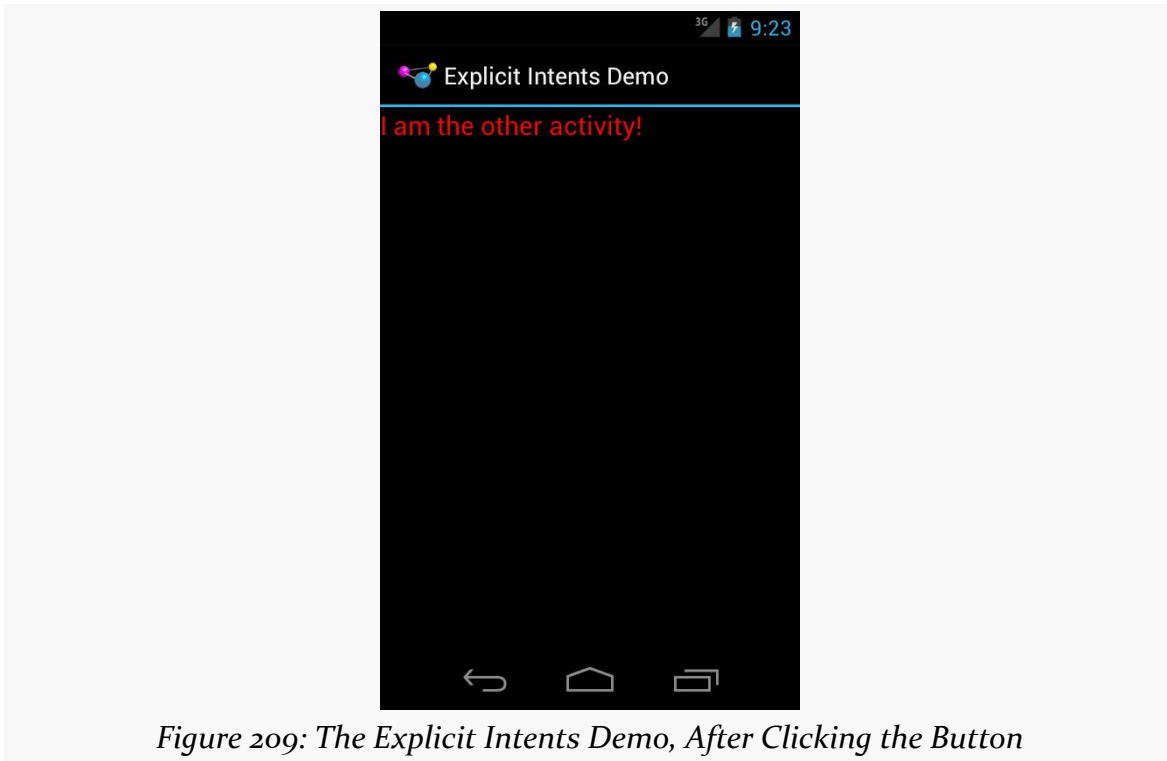 3G 9:23
Explicit Intents Demo
I am the other activity!
Figure 209: The Explicit Intents Demo, After Clicking the Button